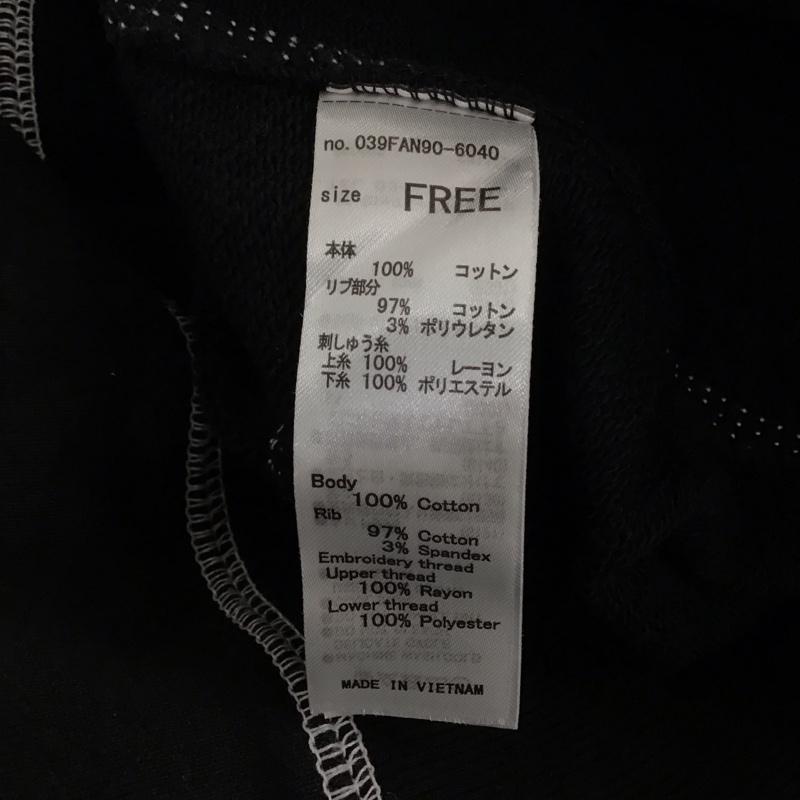 no. 039FAN90-6040
size FREE
本体
100% コットン
リブ部分
97% コットン
3% ポリウレタン
刺しゅう糸
上糸 100% レーヨン
下糸 100% ポリエステル
Body
100% Cotton
Rib
97% Cotton
3% Spandex
Embroidery thread
Upper thread
100% Rayon
Lower thread
100% Polyester
MADE IN VIETNAM